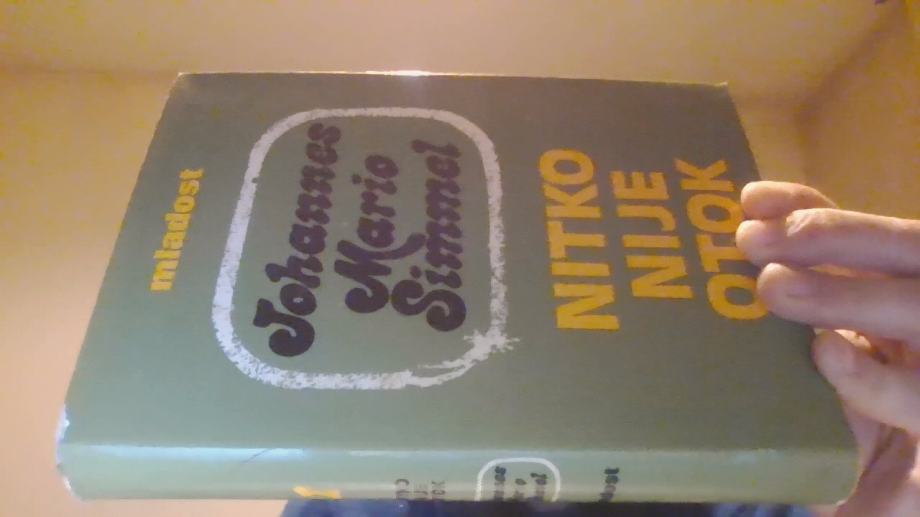 mladost
Johannes
Mario
Simmel
NITKO
NIJE
OTOK